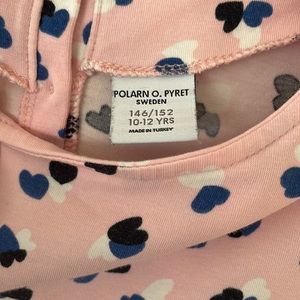 POLARN O. PYRET
SWEDEN
146/152
10-12 YRS
MADE IN TURKEY